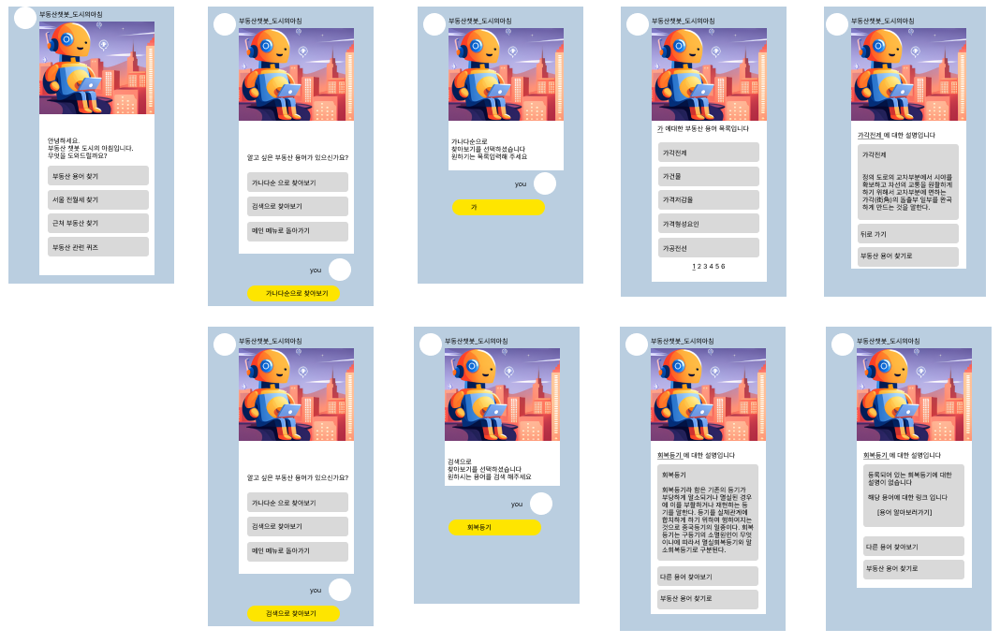 부동산챗봇_도시의아침
안녕하세요.
부동산 챗봇 도시의 아침입니다.
무엇을 도와드릴까요?
부동산 용어 찾기
서울 전월세 찾기
근처 부동산 찾기
부동산 관련 퀴즈
부동산챗봇_도시의아침
알고 싶은 부동산 용어가 있으신가요?
가나다순 으로 찾아보기
검색으로 찾아보기
메인 메뉴로 돌아가기
you
가나다순으로 찾아보기
부동산챗봇_도시의아침
가나다순으로
찾아보기를 선택하셨습니다
원하기는 목록입력해 주세요
you
가
부동산챗봇_도시의아침
가 에대한 부동산 용어 목록입니다
가각전제
가건물
가격저감율
가격형성요인
가공전선
1 2 3 4 5 6
부동산챗봇_도시의아침
가각전제 에 대한 설명입니다
가각전제
정의 도로의 교차부분에서 시야를
확보하고 차선의 교통을 원활하게
하기 위해서 교차부분에 면하는
가각(街角)의 돌출부 일부를 완곡
하게 만드는 것을 말한다.
뒤로 가기
부동산 용어 찾기로
부동산챗봇_도시의아침
알고 싶은 부동산 용어가 있으신가요?
가나다순 으로 찾아보기
검색으로 찾아보기
메인 메뉴로 돌아가기
you
검색으로 찾아보기
부동산챗봇_도시의아침
검색으로
찾아보기를 선택하셨습니다
원하시는 용어를 검색 해주세요
you
회복등기
부동산챗봇_도시의아침
회복등기 에 대한 설명입니다
회복등기
회복등기라 함은 기존의 등기가
부당하게 말소되거나 멸실된 경우
에 이를 부활하거나 재현하는 등
기를 말한다. 등기를 실체관계에
합치하게 하기 위하여 행하여지는
것으로 종국등기의 일종이다. 회복
등기는 구등기의 소멸원인이 무엇
이냐에 따라서 멸실회복등기와 말
소회복등기로 구분된다.
다른 용어 찾아보기
부동산 용어 찾기로
부동산챗봇_도시의아침
회복등기 에 대한 설명입니다
등록되어 있는 회복등기에 대한
설명이 없습니다
해당 용어에 대한 링크 입니다
[용어 알아보러가기]
다른 용어 찾아보기
부동산 용어 찾기로